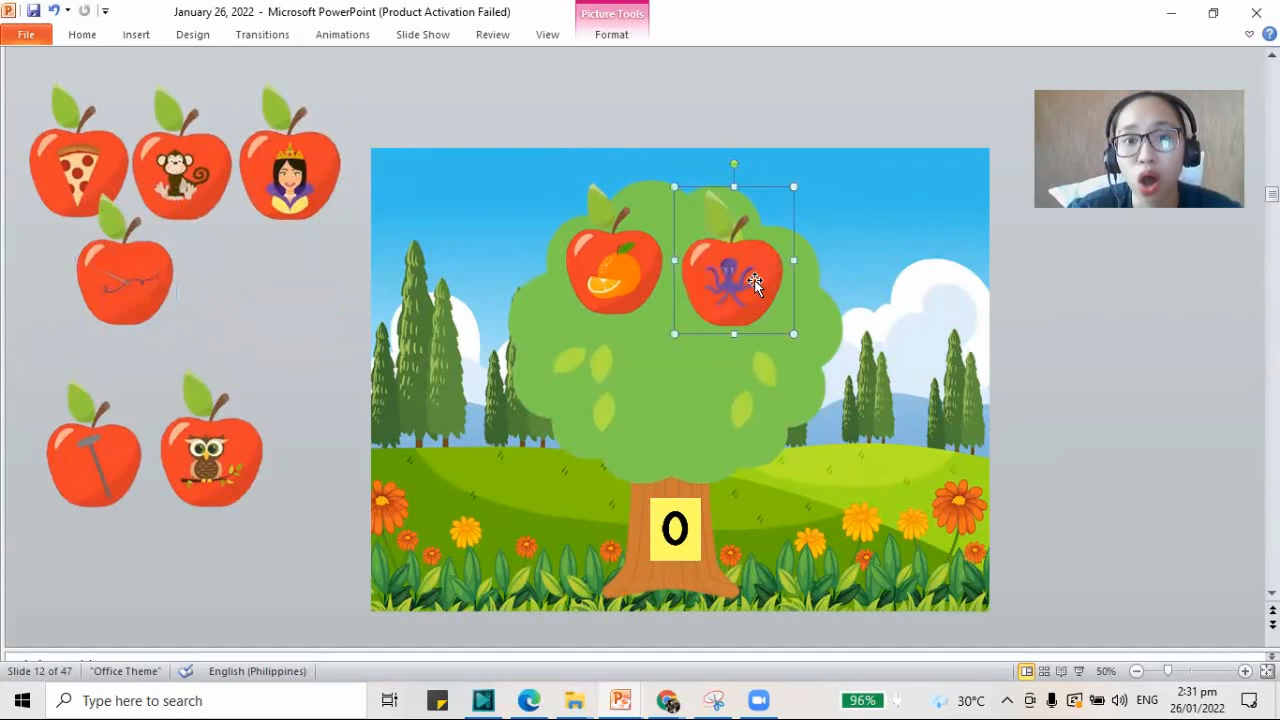 January 26, 2022 - Microsoft PowerPoint (Product Activation Failed)
Picture Tools
File
Home
Insert
Design
Transitions
Animations
Slide Show
Review
View
Format
O
Slide 12 of 47
"Office Theme"
English (Philippines)
50%
Type here to search
96%
30°C
ENG
2:31 pm
26/01/2022